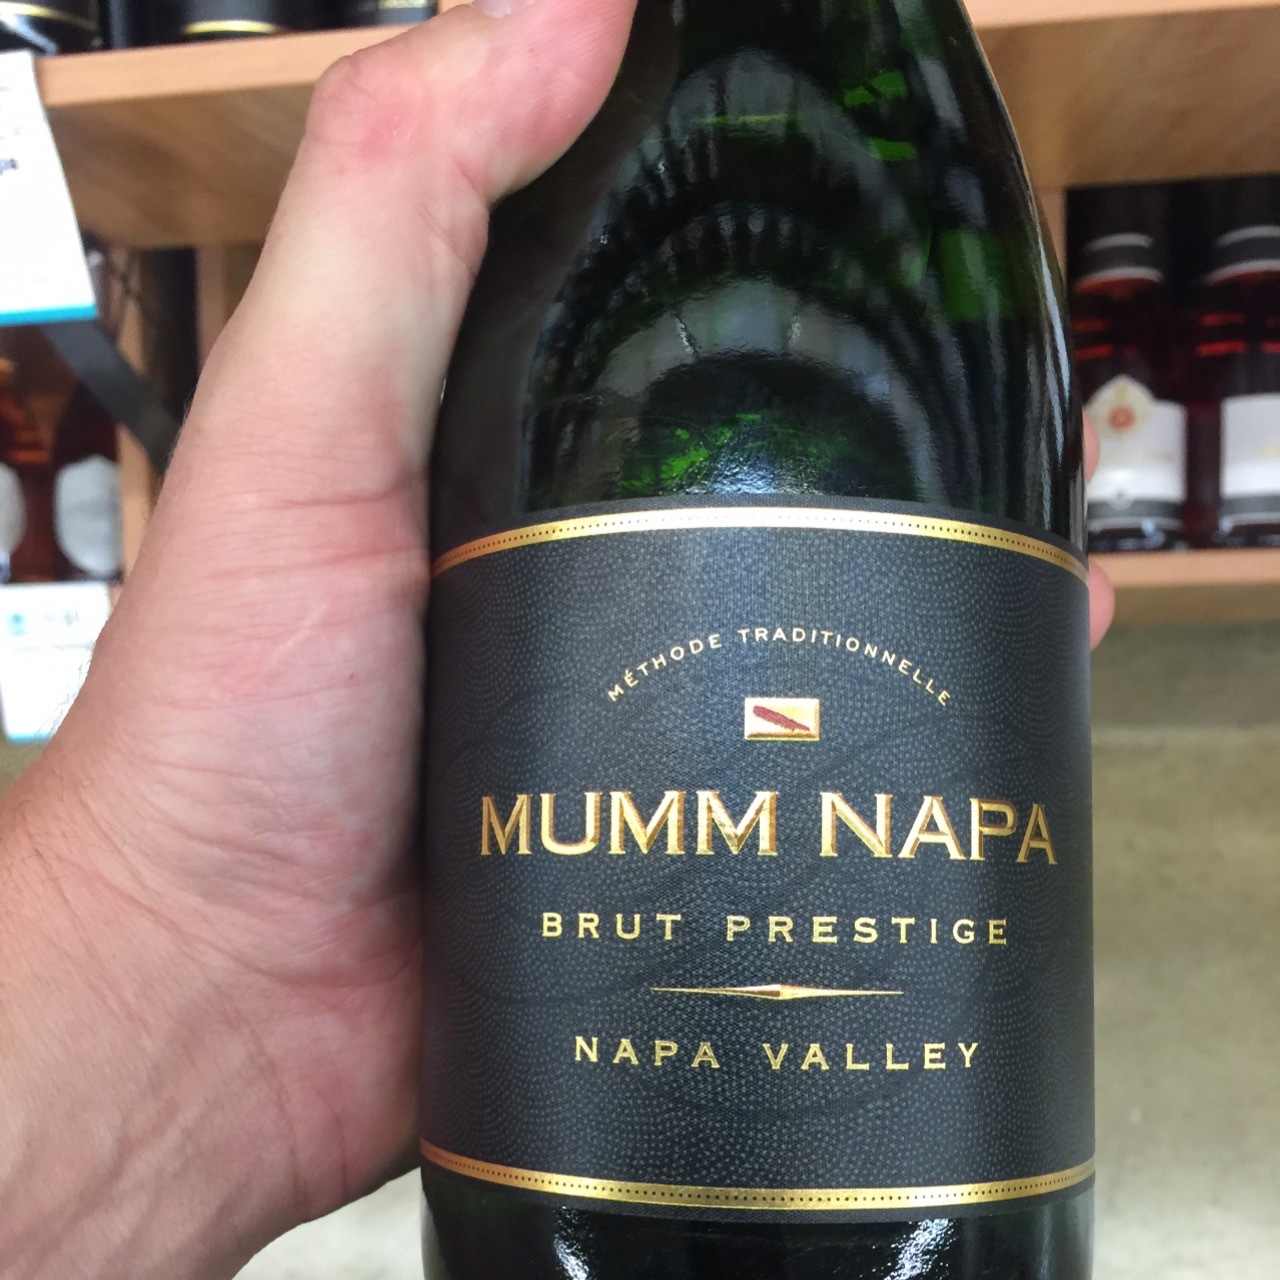 MÉTHODE TRADITIONNELLE
MUMM NAPA
BRUT PRESTIGE
NAPA VALLEY